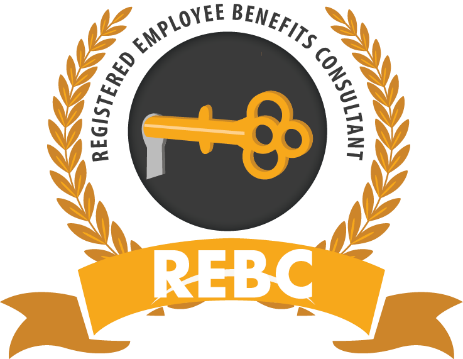 REGISTERED EMPLOYEE BENEFITS CONSULTANT
REBC